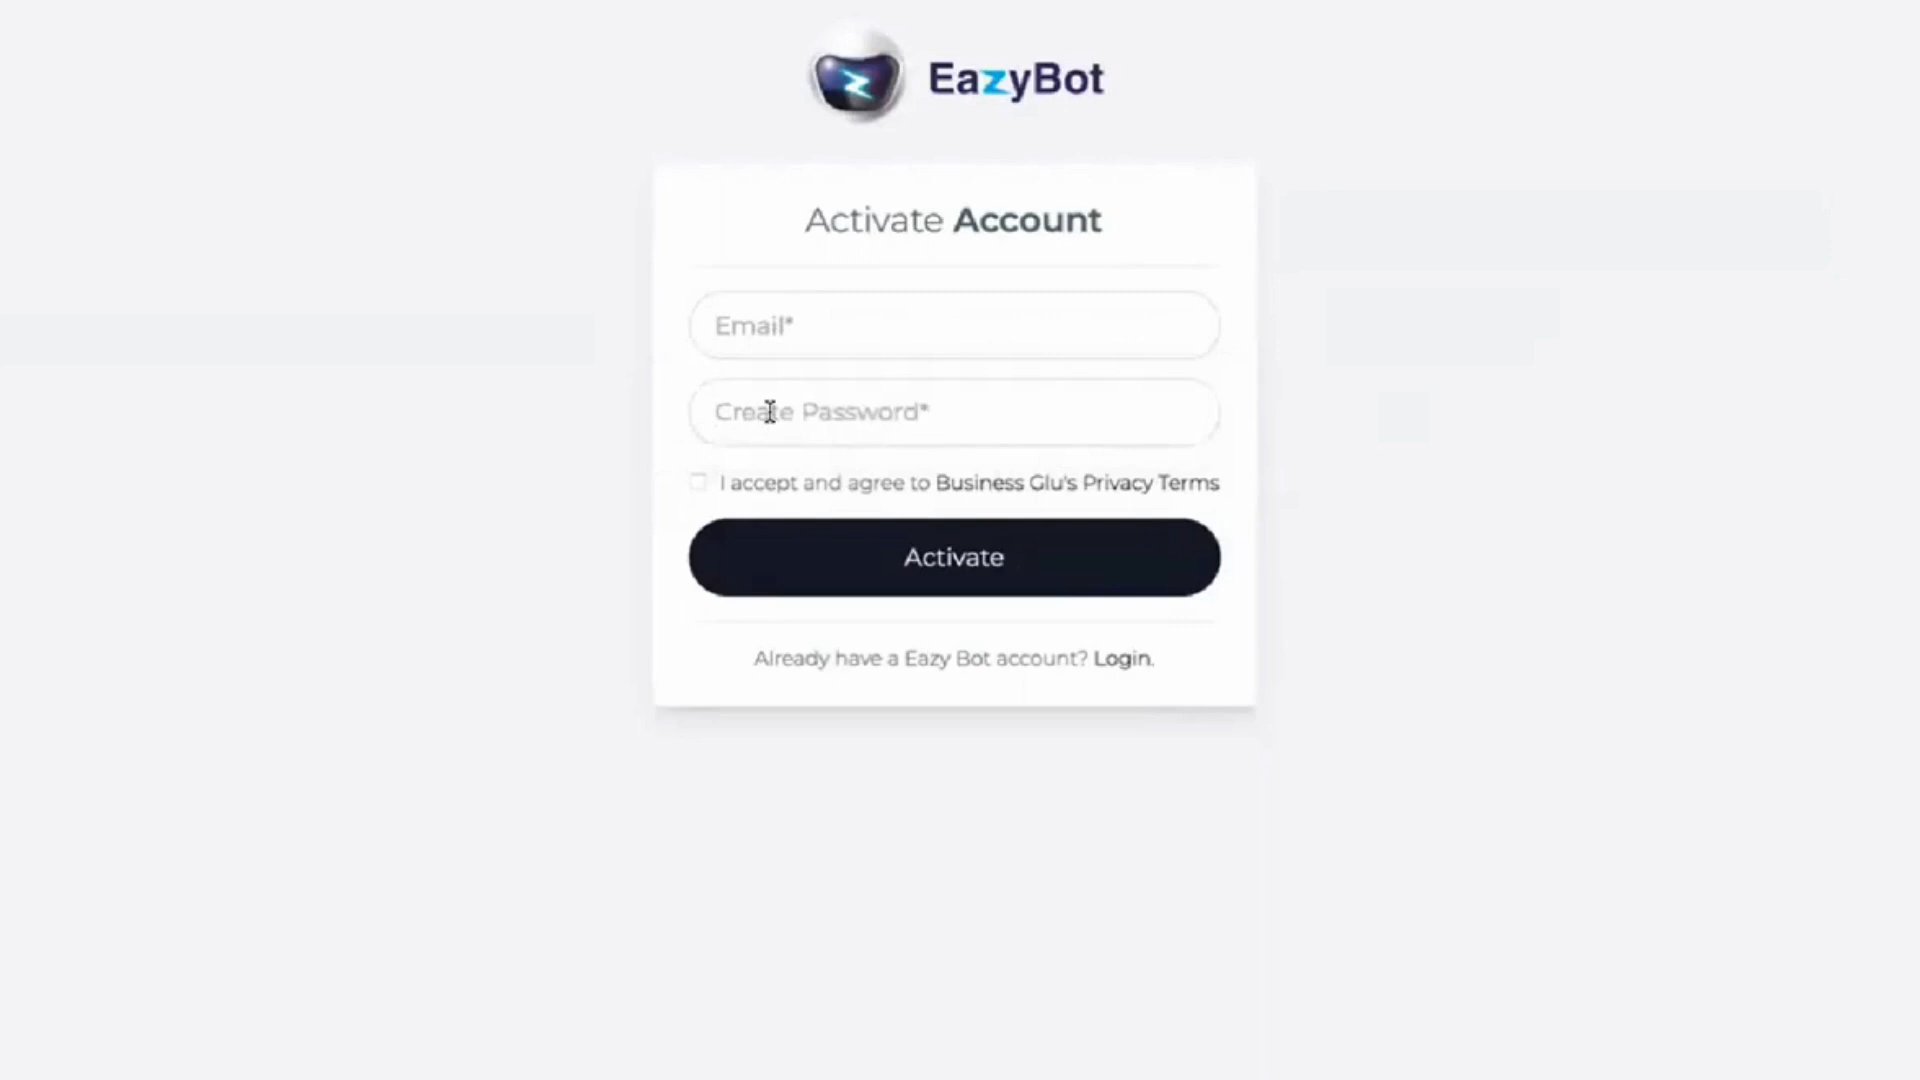 EazyBot
Activate Account
Email*
Create Password*
I accept and agree to Business Glu's Privacy Terms
Activate
Already have a Eazy Bot account? Login.